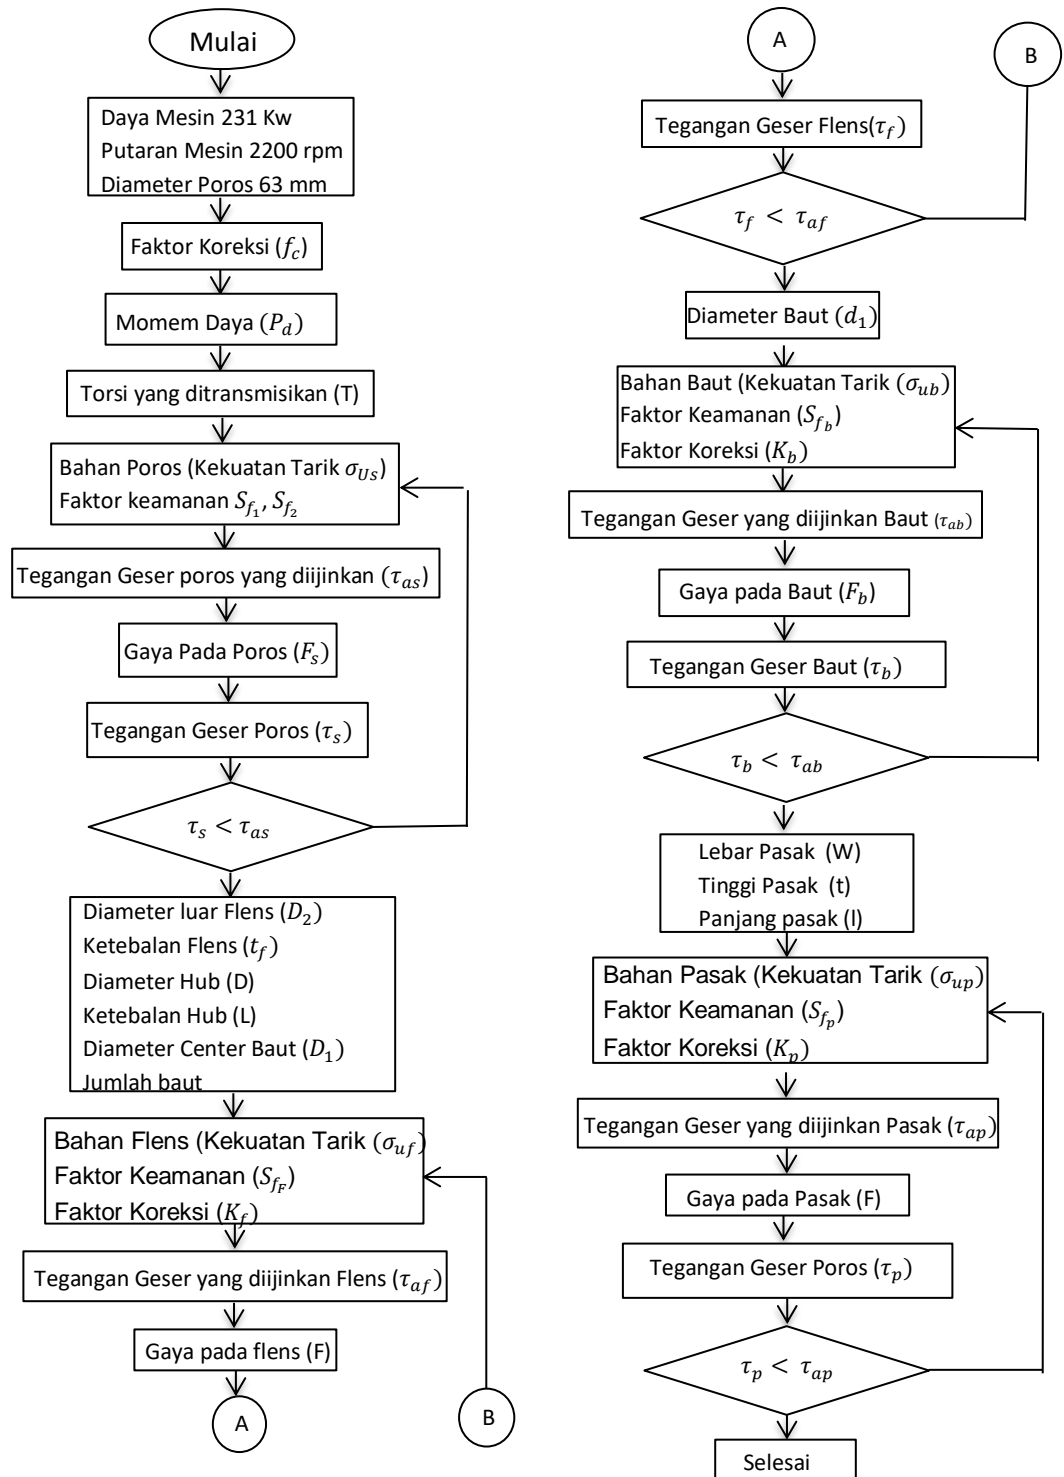 Mulai
Daya Mesin 231 Kw
Putaran Mesin 2200 rpm
Diameter Poros 63 mm
Faktor Koreksi (f_c)
Momem Daya (P_d)
Torsi yang ditransmisikan (T)
Bahan Poros (Kekuatan Tarik σ_Us)
Faktor keamanan S_f₁, S_f₂
Tegangan Geser poros yang diijinkan (τ_as)
Gaya Pada Poros (F_s)
Tegangan Geser Poros (τ_s)
τ_s < τ_as
Diameter luar Flens (D₂)
Ketebalan Flens (t_f)
Diameter Hub (D)
Ketebalan Hub (L)
Diameter Center Baut (D₁)
Jumlah baut
Bahan Flens (Kekuatan Tarik (σ_uf)
Faktor Keamanan (S_f_F)
Faktor Koreksi (K_f)
Tegangan Geser yang diijinkan Flens (τ_af)
Gaya pada flens (F)
A
B
A
B
Tegangan Geser Flens(τ_f)
τ_f < τ_af
Diameter Baut (d₁)
Bahan Baut (Kekuatan Tarik (σ_ub)
Faktor Keamanan (S_f_b)
Faktor Koreksi (K_b)
Tegangan Geser yang diijinkan Baut (τ_ab)
Gaya pada Baut (F_b)
Tegangan Geser Baut (τ_b)
τ_b < τ_ab
Lebar Pasak (W)
Tinggi Pasak (t)
Panjang pasak (l)
Bahan Pasak (Kekuatan Tarik (σ_up)
Faktor Keamanan (S_f_p)
Faktor Koreksi (K_p)
Tegangan Geser yang diijinkan Pasak (τ_ap)
Gaya pada Pasak (F)
Tegangan Geser Poros (τ_p)
τ_p < τ_ap
Selesai